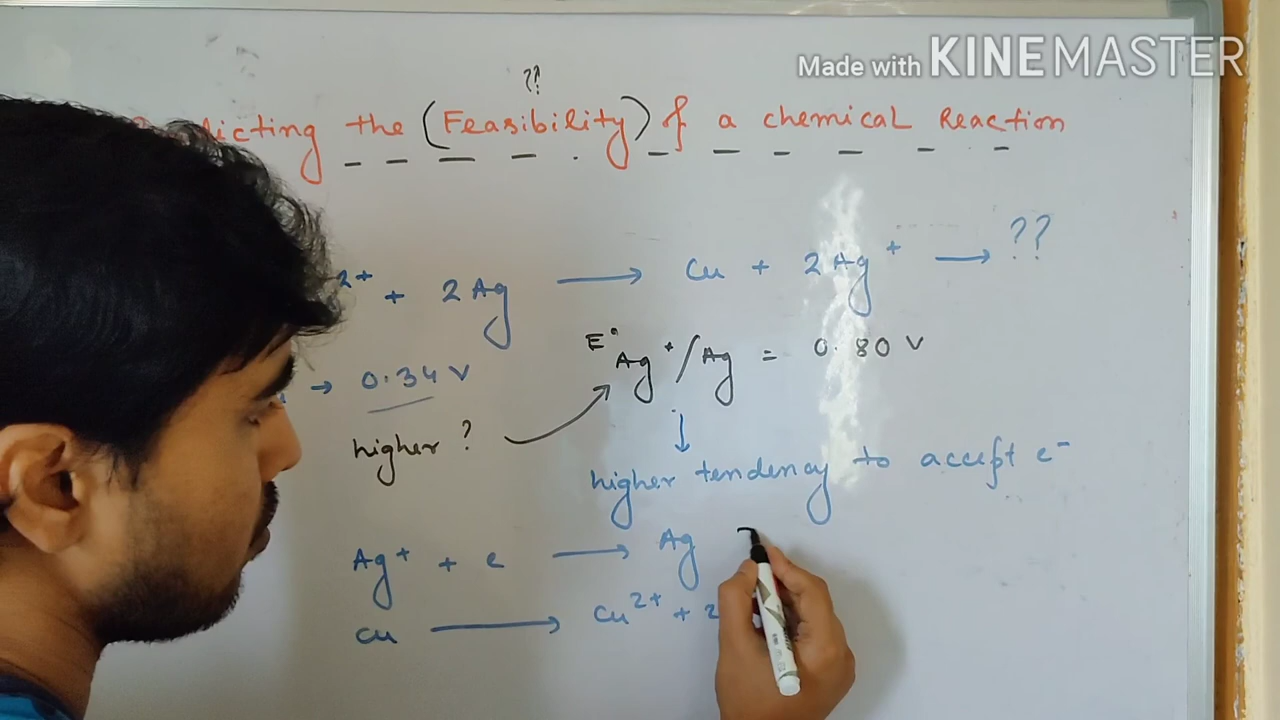 Made with KINEMASTER
??
dicting the (Feasibility) of a chemical Reaction
2+ + 2Ag ⟶ Cu + 2Ag+ ⟶ ??
→ 0.34 V
E° Ag+/Ag = 0.80 V
higher ?
↓
higher tendency to accept e-
Ag+ + e ⟶ Ag
Cu ⟶ Cu2+ + 2